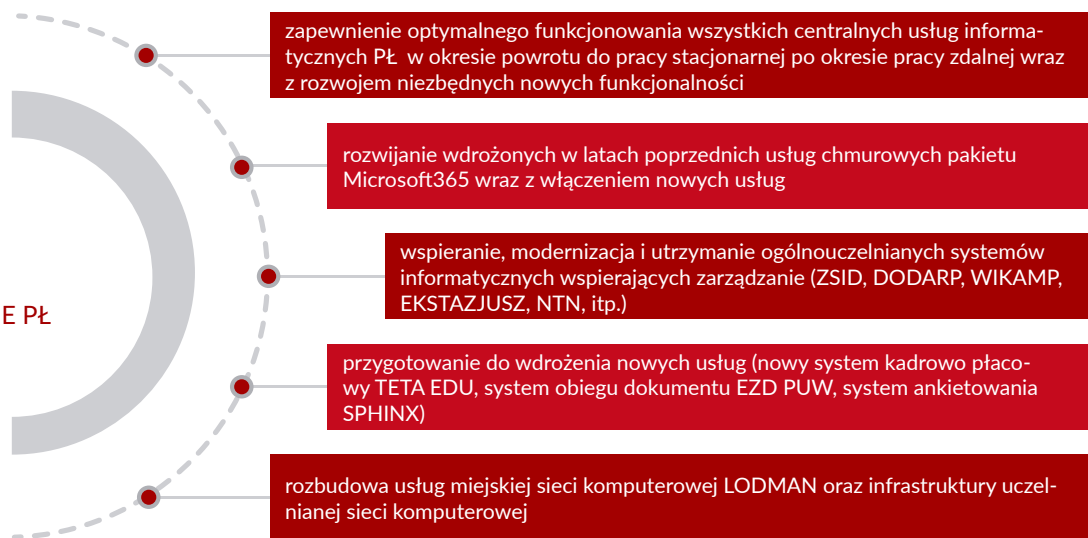 zapewnienie optymalnego funkcjonowania wszystkich centralnych usług informa-
tycznych PŁ w okresie powrotu do pracy stacjonarnej po okresie pracy zdalnej wraz
z rozwojem niezbędnych nowych funkcjonalności
rozwijanie wdrożonych w latach poprzednich usług chmurowych pakietu
Microsoft365 wraz z włączeniem nowych usług
wspieranie, modernizacja i utrzymanie ogólnouczelnianych systemów
informatycznych wspierających zarządzanie (ZSID, DODARP, WIKAMP,
EKSTAZJUSZ, NTN, itp.)
E PŁ
przygotowanie do wdrożenia nowych usług (nowy system kadrowo płaco-
wy TETA EDU, system obiegu dokumentu EZD PUW, system ankietowania
SPHINX)
rozbudowa usług miejskiej sieci komputerowej LODMAN oraz infrastruktury uczel-
nianej sieci komputerowej